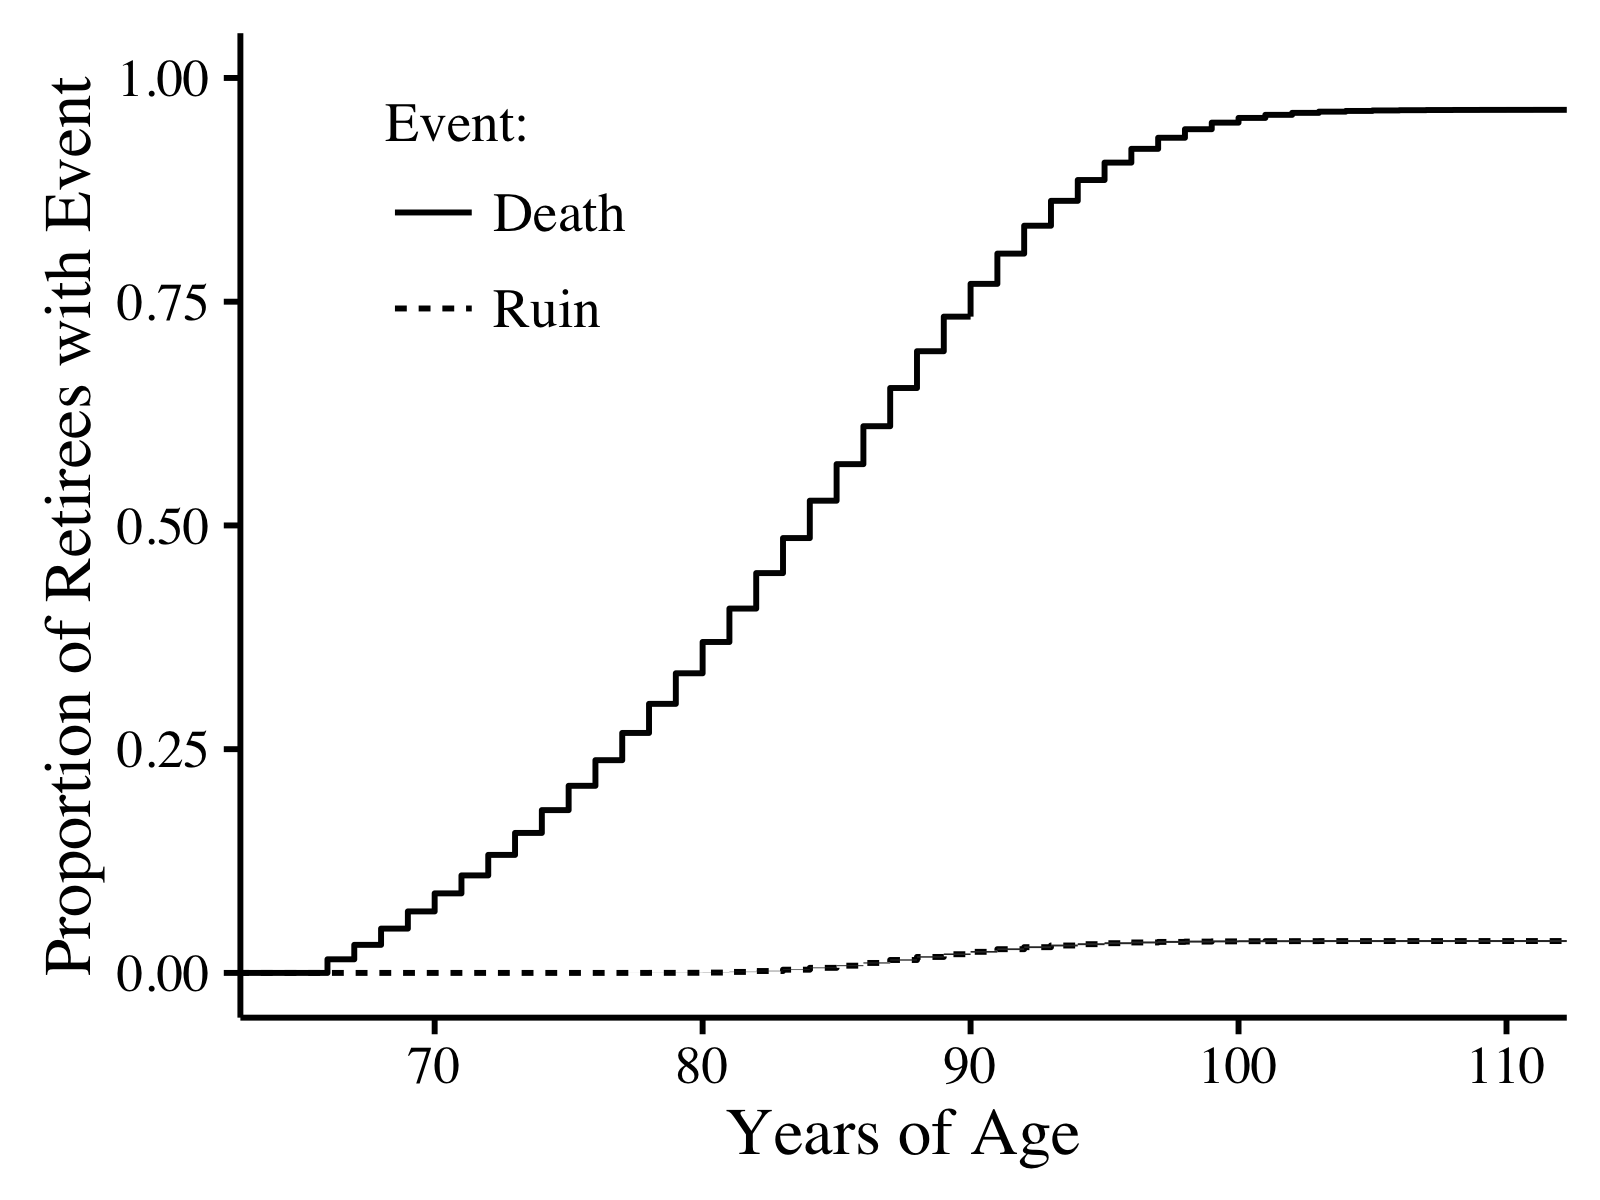 Proportion of Retirees with Event
1.00
0.75
0.50
0.25
0.00
Event:
Death
Ruin
70 80 90 100 110
Years of Age